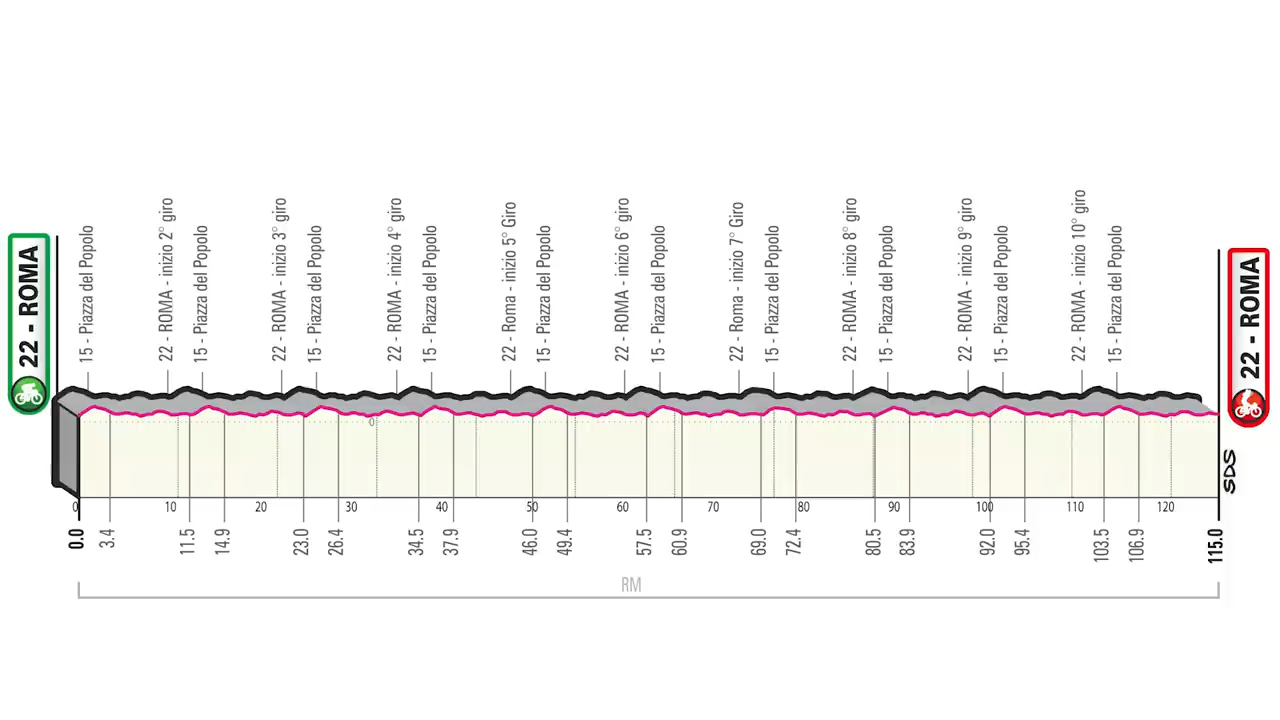 22 - ROMA
15 - Piazza del Popolo
22 - ROMA - inizio 2° giro
15 - Piazza del Popolo
22 - ROMA - inizio 3° giro
15 - Piazza del Popolo
22 - ROMA - inizio 4° giro
15 - Piazza del Popolo
22 - Roma - inizio 5° Giro
15 - Piazza del Popolo
22 - ROMA - inizio 6° giro
15 - Piazza del Popolo
22 - Roma - inizio 7° Giro
15 - Piazza del Popolo
22 - ROMA - inizio 8° giro
15 - Piazza del Popolo
22 - ROMA - inizio 9° giro
15 - Piazza del Popolo
22 - ROMA - inizio 10° giro
15 - Piazza del Popolo
22 - ROMA
0
SDS
0 10 20 30 40 50 60 70 80 90 100 110 120
0.0 3.4 11.5 14.9 23.0 26.4 34.5 37.9 46.0 49.4 57.5 60.9 69.0 72.4 80.5 83.9 92.0 95.4 103.5 106.9 115.0
RM